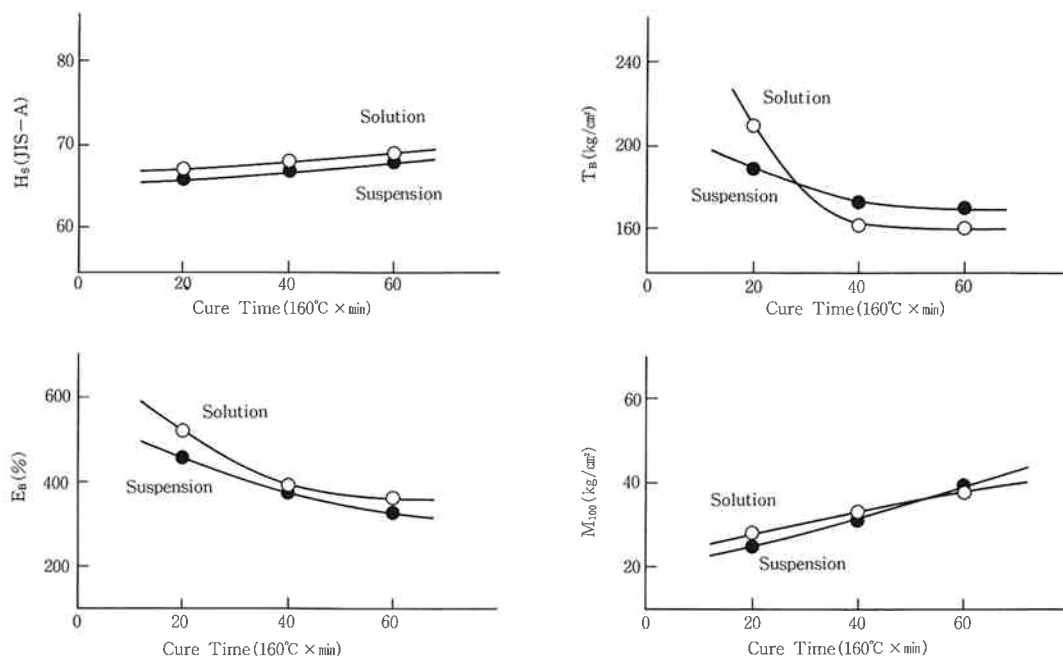 80
70
60
0
20
40
60
H_S (JIS-A)
Solution
Suspension
Cure Time (160℃ × min)
240
200
160
0
20
40
60
T_B (kg/cm²)
Solution
Suspension
Cure Time (160℃ × min)
600
400
200
0
20
40
60
E_B (%)
Solution
Suspension
Cure Time (160℃ × min)
60
40
20
0
20
40
60
M₁₀₀ (kg/cm²)
Solution
Suspension
Cure Time (160℃ × min)